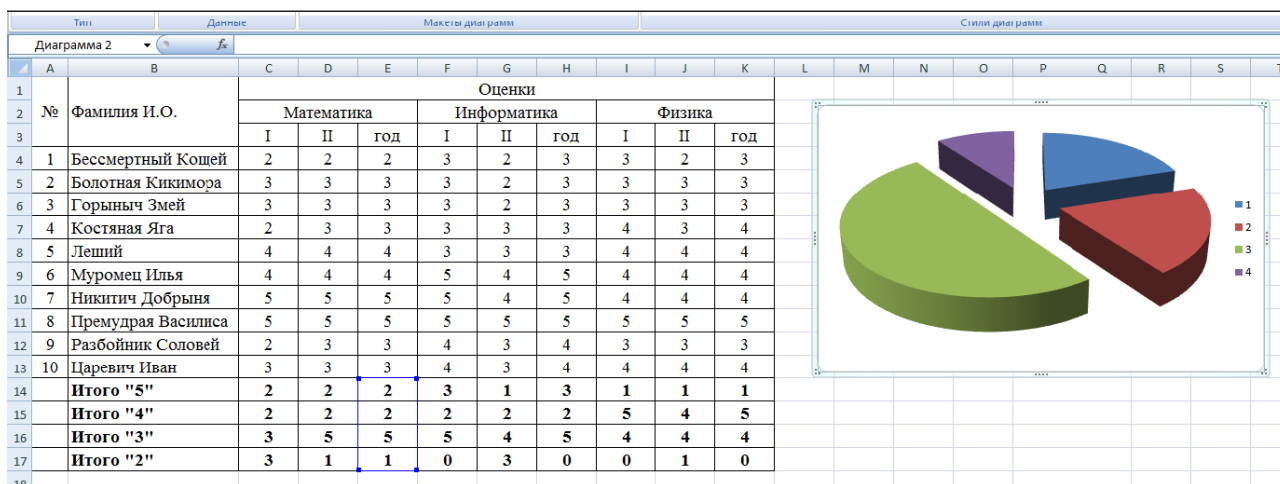 Тип Данные Макеты диаграмм Стили диаграмм
Диаграмма 2 fx
A B C D E F G H I J K L M N O P Q R S T
1 № Фамилия И.О. Оценки
2 Математика Информатика Физика
3 I II год I II год I II год
4 1 Бессмертный Кощей 2 2 2 3 2 3 3 2 3
5 2 Болотная Кикимора 3 3 3 3 2 3 3 3 3
6 3 Горыныч Змей 3 3 3 3 2 3 3 3 3
7 4 Костяная Яга 2 3 3 3 3 3 4 3 4
8 5 Леший 4 4 4 3 3 3 4 4 4
9 6 Муромец Илья 4 4 4 5 4 5 4 4 4
10 7 Никитич Добрыня 5 5 5 5 4 5 4 4 4
11 8 Премудрая Василиса 5 5 5 5 5 5 5 5 5
12 9 Разбойник Соловей 2 3 3 4 3 4 3 3 3
13 10 Царевич Иван 3 3 3 4 3 4 4 4 4
14 Итого "5" 2 2 2 3 1 3 1 1 1
15 Итого "4" 2 2 2 2 2 2 5 4 5
16 Итого "3" 3 5 5 5 4 5 4 4 4
17 Итого "2" 3 1 1 0 3 0 0 1 0
18
1
2
3
4